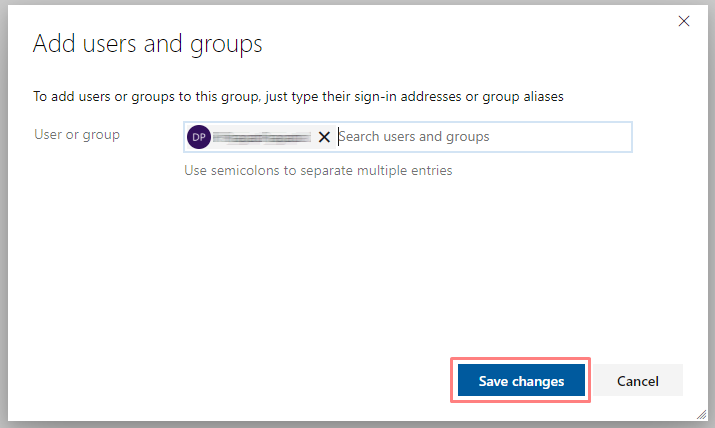 Add users and groups
To add users or groups to this group, just type their sign-in addresses or group aliases
User or group
DP
Search users and groups
Use semicolons to separate multiple entries
Save changes
Cancel